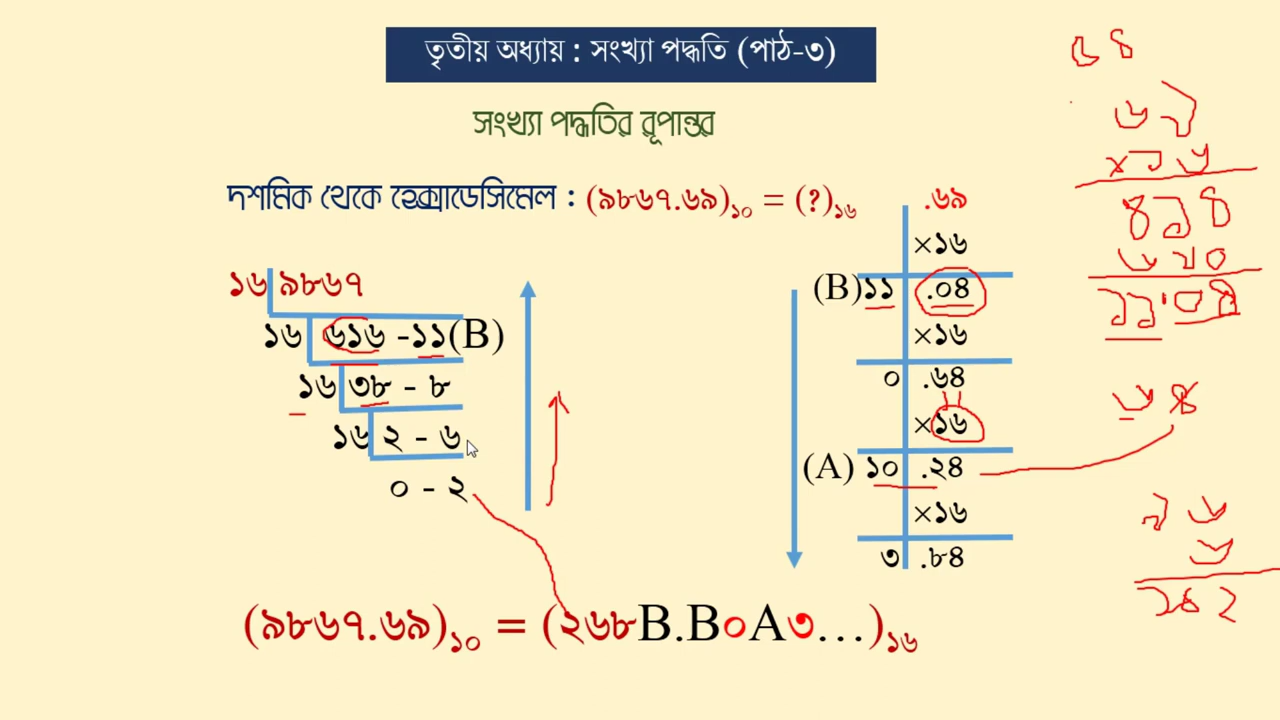 তৃতীয় অধ্যায় : সংখ্যা পদ্ধতি (পাঠ-৩)
সংখ্যা পদ্ধতির রূপান্তর
দশমিক থেকে হেক্সাডেসিমেল : (৯৮৬৭.৬৯)১০ = (?)১৬
১৬ ৯৮৬৭
১৬ ৬১৬ -১১(B)
১৬ ৩৮ - ৮
১৬ ২ - ৬
০ - ২
.৬৯
×১৬
(B)১১ .০৪
×১৬
০ .৬৪
×১৬
(A) ১০ .২৪
×১৬
৩ .৮৪
(৯৮৬৭.৬৯)১০ = (২৬৮B.B০A৩...)১৬